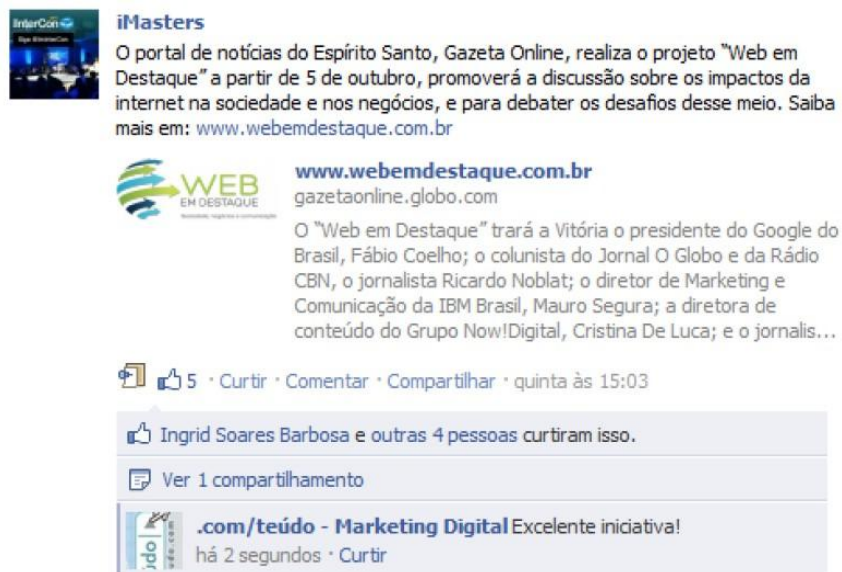 InterCon
iMasters
O portal de notícias do Espírito Santo, Gazeta Online, realiza o projeto "Web em
Destaque" a partir de 5 de outubro, promoverá a discussão sobre os impactos da
internet na sociedade e nos negócios, e para debater os desafios desse meio. Saiba
mais em: www.webemdestaque.com.br
WEB
EM DESTAQUE
Sociedade, negócios e comunicação
www.webemdestaque.com.br
gazetaonline.globo.com
O "Web em Destaque" trará a Vitória o presidente do Google do
Brasil, Fábio Coelho; o colunista do Jornal O Globo e da Rádio
CBN, o jornalista Ricardo Noblat; o diretor de Marketing e
Comunicação da IBM Brasil, Mauro Segura; a diretora de
conteúdo do Grupo Now!Digital, Cristina De Luca; e o jornalis...
5 · Curtir · Comentar · Compartilhar · quinta às 15:03
Ingrid Soares Barbosa e outras 4 pessoas curtiram isso.
Ver 1 compartilhamento
.com/teúdo - Marketing Digital Excelente iniciativa!
há 2 segundos · Curtir